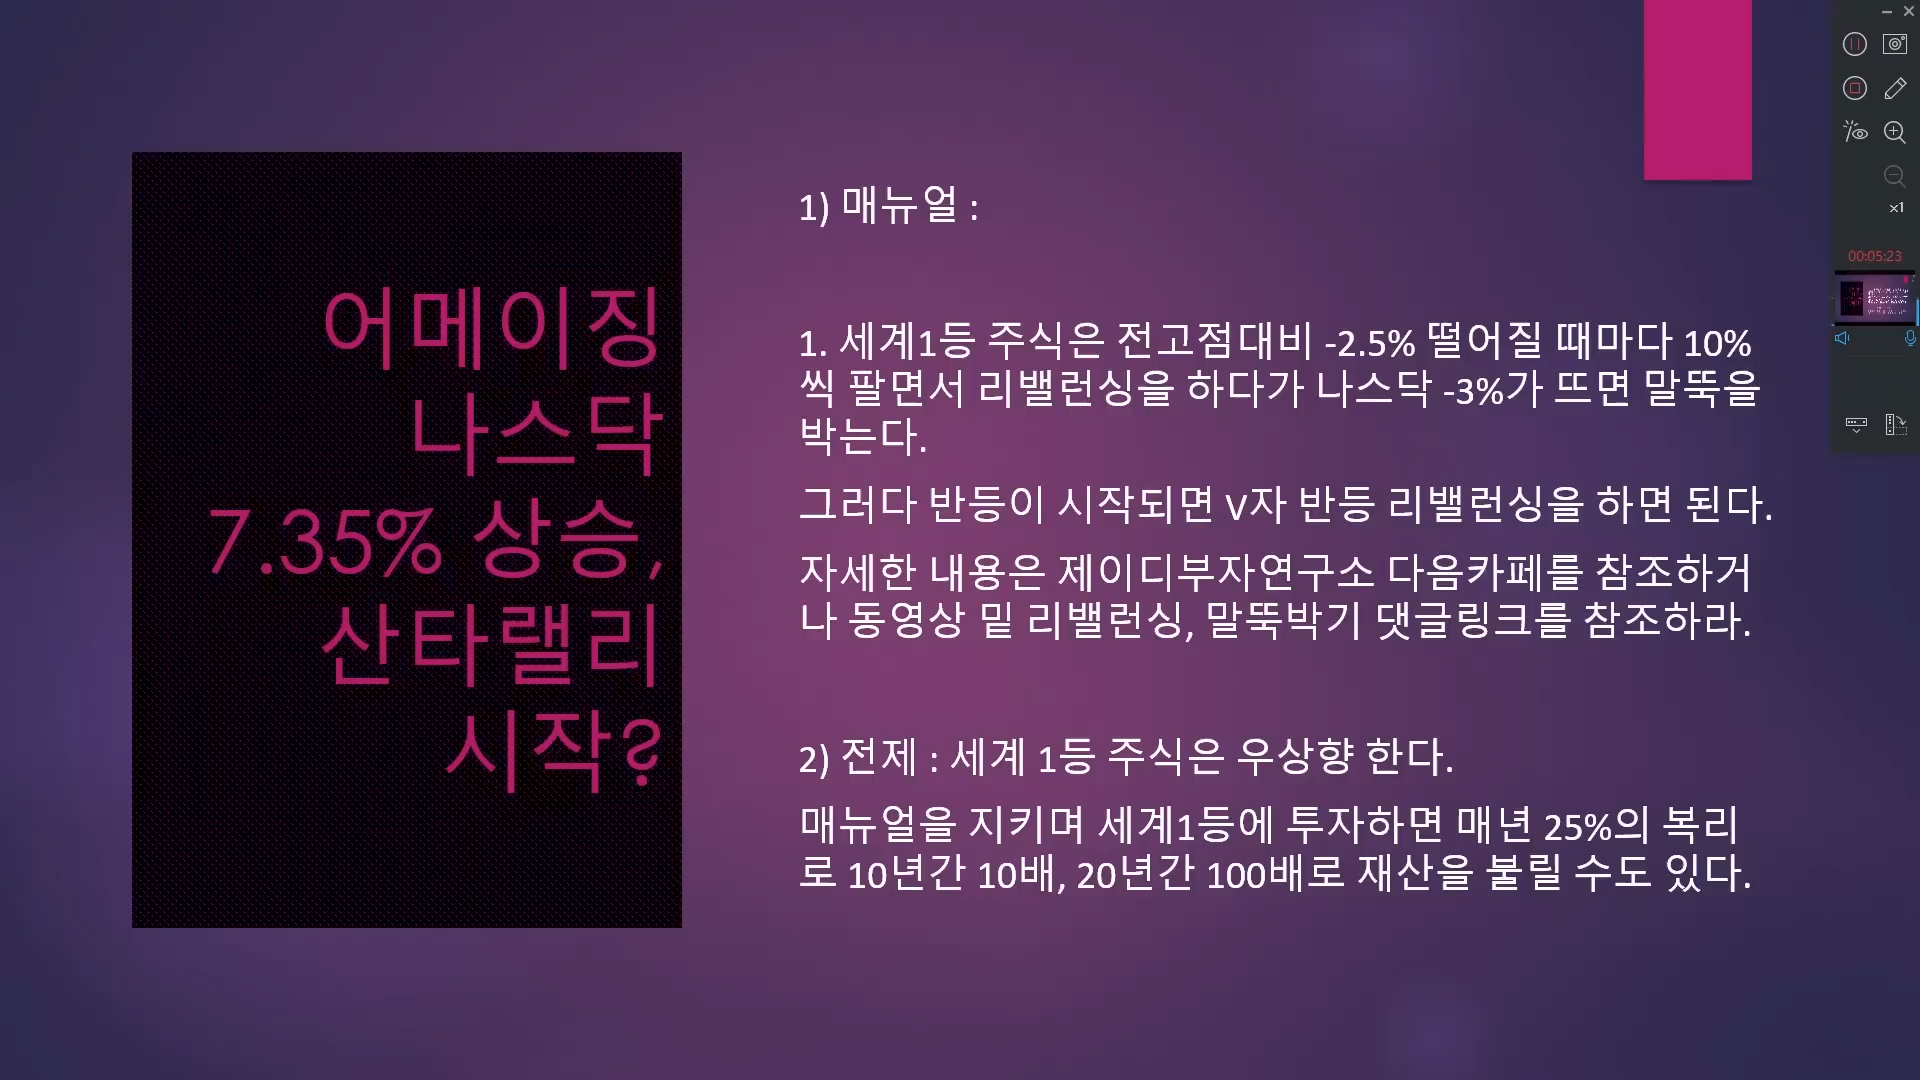 어메이징
나스닥
7.35% 상승,
산타랠리
시작?
1) 매뉴얼 :
1. 세계1등 주식은 전고점대비 -2.5% 떨어질 때마다 10%
씩 팔면서 리밸런싱을 하다가 나스닥 -3%가 뜨면 말뚝을
박는다.
그러다 반등이 시작되면 V자 반등 리밸런싱을 하면 된다.
자세한 내용은 제이디부자연구소 다음카페를 참조하거
나 동영상 밑 리밸런싱, 말뚝박기 댓글링크를 참조하라.
2) 전제 : 세계 1등 주식은 우상향 한다.
매뉴얼을 지키며 세계1등에 투자하면 매년 25%의 복리
로 10년간 10배, 20년간 100배로 재산을 불릴 수도 있다.
x1
00:05:23